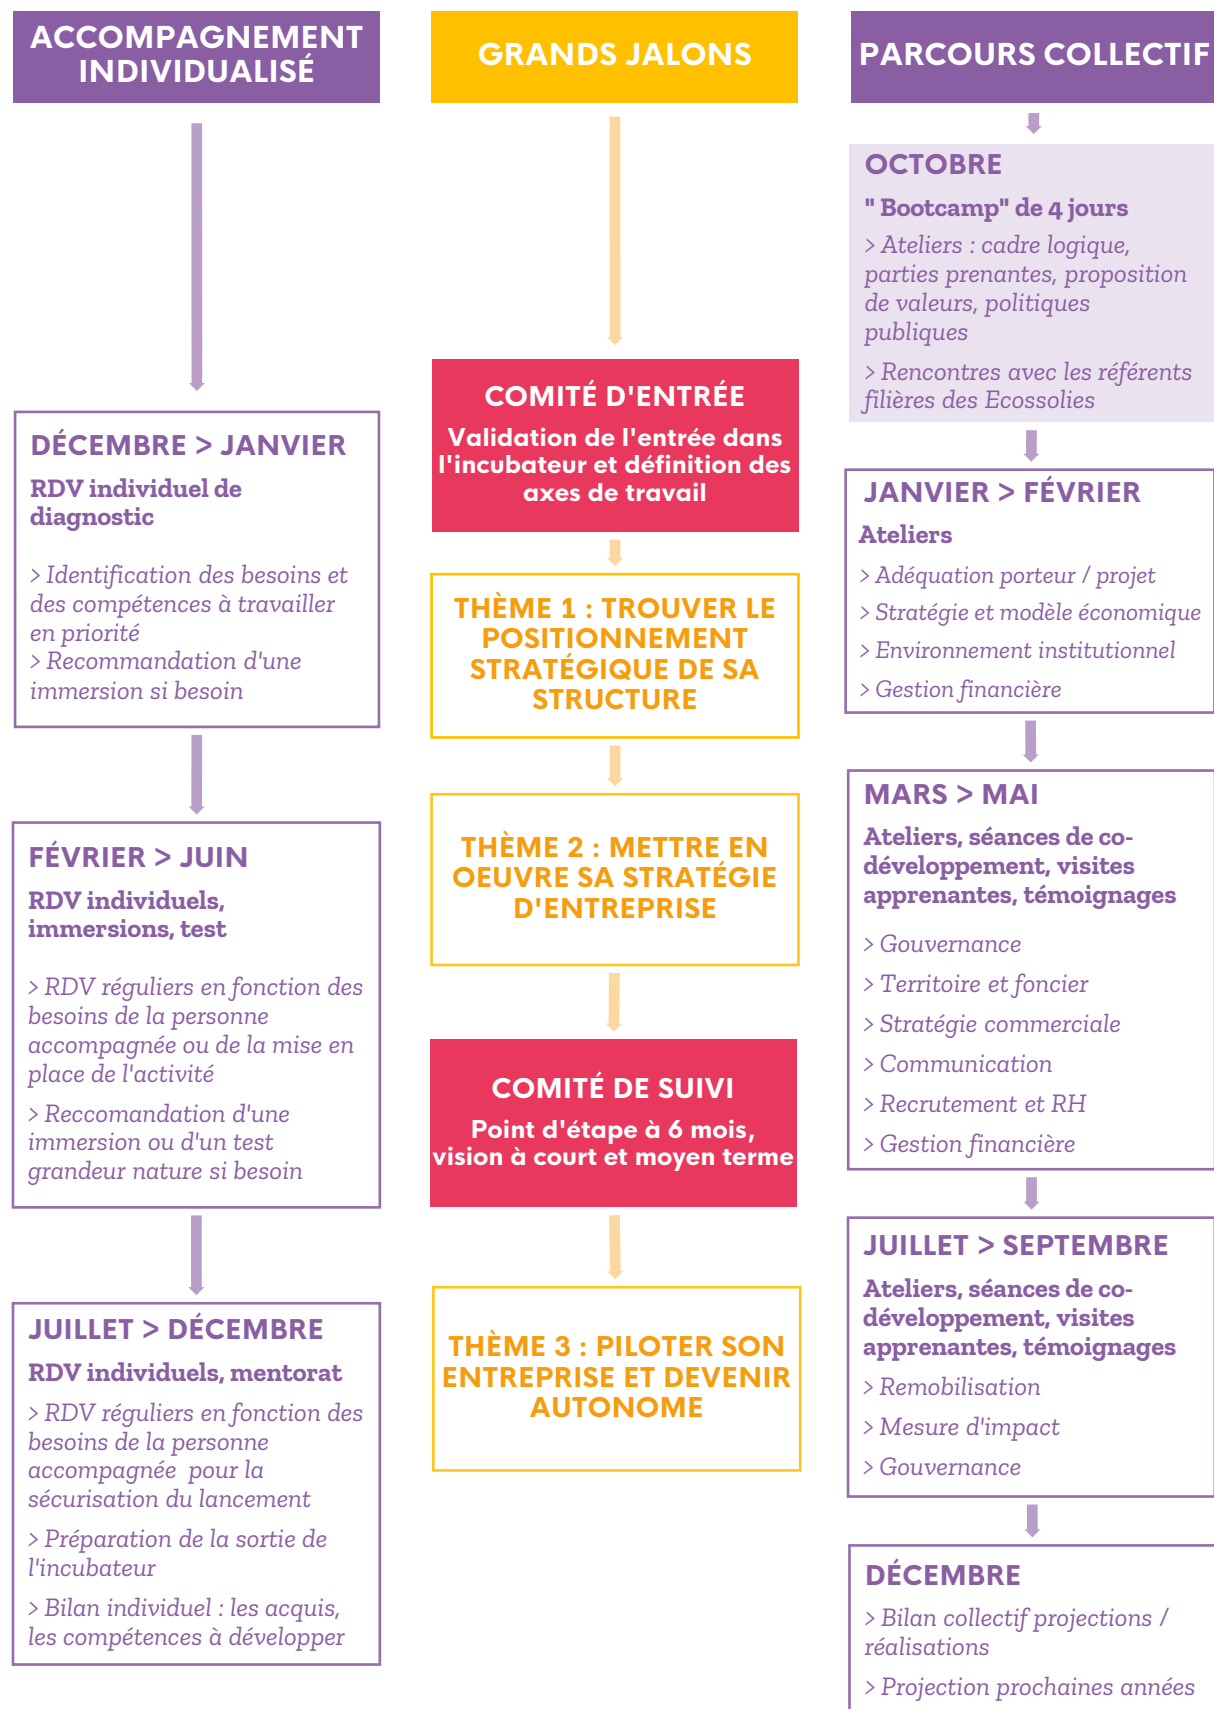 ACCOMPAGNEMENT
INDIVIDUALISÉ
DÉCEMBRE > JANVIER
RDV individuel de
diagnostic
> Identification des besoins et
des compétences à travailler
en priorité
> Recommandation d'une
immersion si besoin
FÉVRIER > JUIN
RDV individuels,
immersions, test
> RDV réguliers en fonction des
besoins de la personne
accompagnée ou de la mise en
place de l'activité
> Reccomandation d'une
immersion ou d'un test
grandeur nature si besoin
JUILLET > DÉCEMBRE
RDV individuels, mentorat
> RDV réguliers en fonction des
besoins de la personne
accompagnée pour la
sécurisation du lancement
> Préparation de la sortie de
l'incubateur
> Bilan individuel : les acquis,
les compétences à développer
GRANDS JALONS
COMITÉ D'ENTRÉE
Validation de l'entrée dans
l'incubateur et définition des
axes de travail
THÈME 1 : TROUVER LE
POSITIONNEMENT
STRATÉGIQUE DE SA
STRUCTURE
THÈME 2 : METTRE EN
OEUVRE SA STRATÉGIE
D'ENTREPRISE
COMITÉ DE SUIVI
Point d'étape à 6 mois,
vision à court et moyen terme
THÈME 3 : PILOTER SON
ENTREPRISE ET DEVENIR
AUTONOME
PARCOURS COLLECTIF
OCTOBRE
" Bootcamp" de 4 jours
> Ateliers : cadre logique,
parties prenantes, proposition
de valeurs, politiques
publiques
> Rencontres avec les référents
filières des Ecossolies
JANVIER > FÉVRIER
Ateliers
> Adéquation porteur / projet
> Stratégie et modèle économique
> Environnement institutionnel
> Gestion financière
MARS > MAI
Ateliers, séances de co-
développement, visites
apprenantes, témoignages
> Gouvernance
> Territoire et foncier
> Stratégie commerciale
> Communication
> Recrutement et RH
> Gestion financière
JUILLET > SEPTEMBRE
Ateliers, séances de co-
développement, visites
apprenantes, témoignages
> Remobilisation
> Mesure d'impact
> Gouvernance
DÉCEMBRE
> Bilan collectif projections /
réalisations
> Projection prochaines années